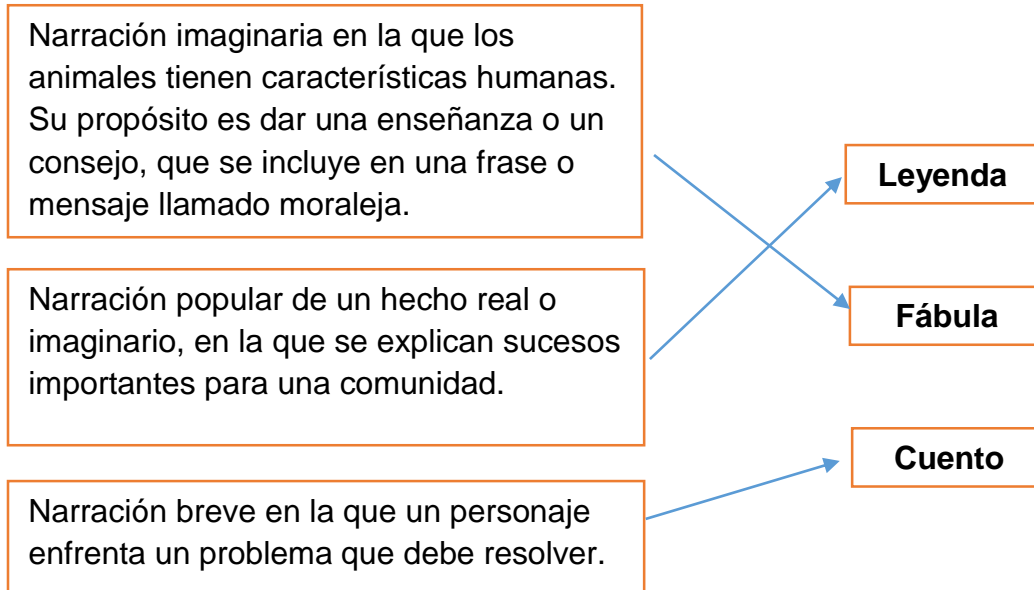 Narración imaginaria en la que los
animales tienen características humanas.
Su propósito es dar una enseñanza o un
consejo, que se incluye en una frase o
mensaje llamado moraleja.
Leyenda
Narración popular de un hecho real o
imaginario, en la que se explican sucesos
importantes para una comunidad.
Fábula
Cuento
Narración breve en la que un personaje
enfrenta un problema que debe resolver.